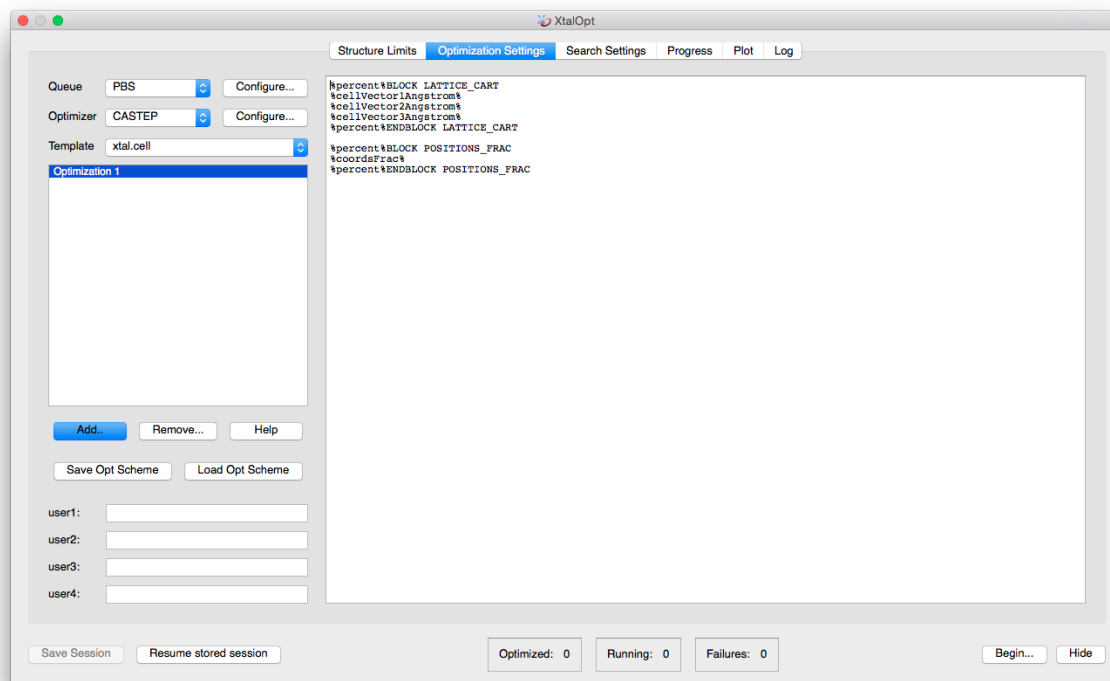 XtalOpt
Structure Limits Optimization Settings Search Settings Progress Plot Log
Queue PBS Configure...
Optimizer CASTEP Configure...
Template xtal.cell
Optimization 1
Add.. Remove... Help
Save Opt Scheme Load Opt Scheme
user1:
user2:
user3:
user4:
%percent%BLOCK LATTICE_CART
%cellVector1Angstrom%
%cellVector2Angstrom%
%cellVector3Angstrom%
%percent%ENDBLOCK LATTICE_CART
%percent%BLOCK POSITIONS_FRAC
%coordsFrac%
%percent%ENDBLOCK POSITIONS_FRAC
Save Session Resume stored session Optimized: 0 Running: 0 Failures: 0 Begin... Hide